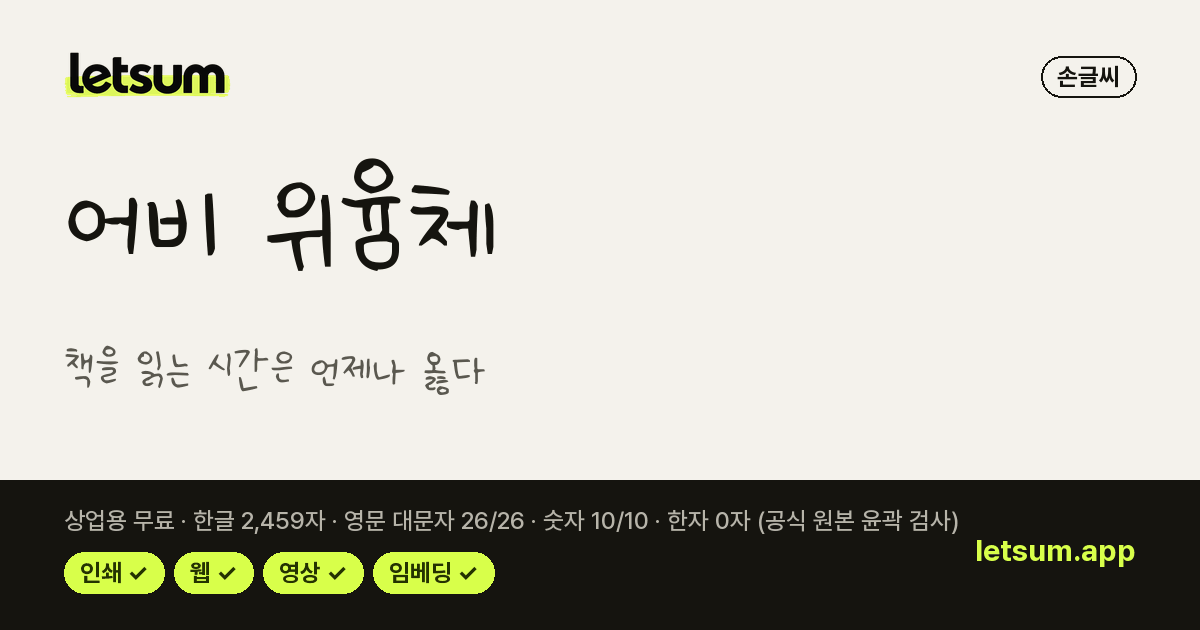 letsum
손글씨
어비 위윰체
책을 읽는 시간은 언제나 옳다
상업용 무료 · 한글 2,459자 · 영문 대문자 26/26 · 숫자 10/10 · 한자 0자 (공식 원본 윤곽 검사)
인쇄 ✓ 웹 ✓ 영상 ✓ 임베딩 ✓
letsum.app